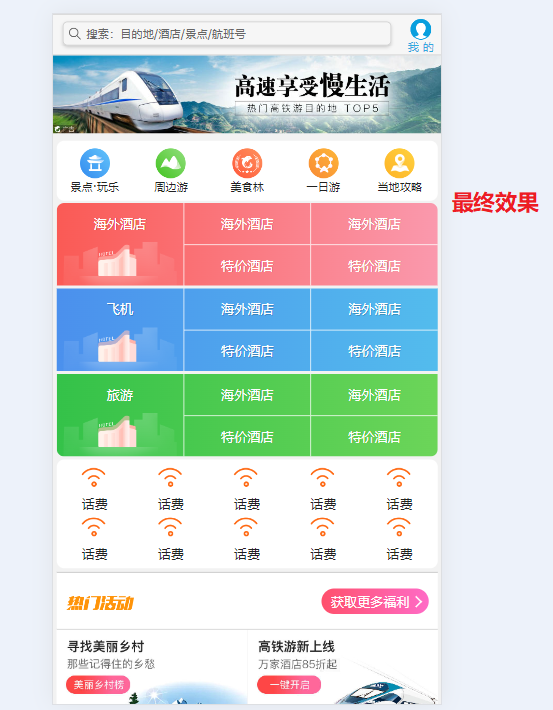 搜索：目的地/酒店/景点/航班号
我 的
高速享受慢生活
热门高铁游目的地 TOP5
广告
景点·玩乐 周边游 美食林 一日游 当地攻略
最终效果
海外酒店 海外酒店 海外酒店
HOTEL
特价酒店 特价酒店
飞机 海外酒店 海外酒店
HOTEL
特价酒店 特价酒店
旅游 海外酒店 海外酒店
HOTEL
特价酒店 特价酒店
话费 话费 话费 话费 话费
话费 话费 话费 话费 话费
热门活动 获取更多福利
寻找美丽乡村
那些记得住的乡愁
美丽乡村榜
高铁游新上线
万家酒店85折起
一键开启